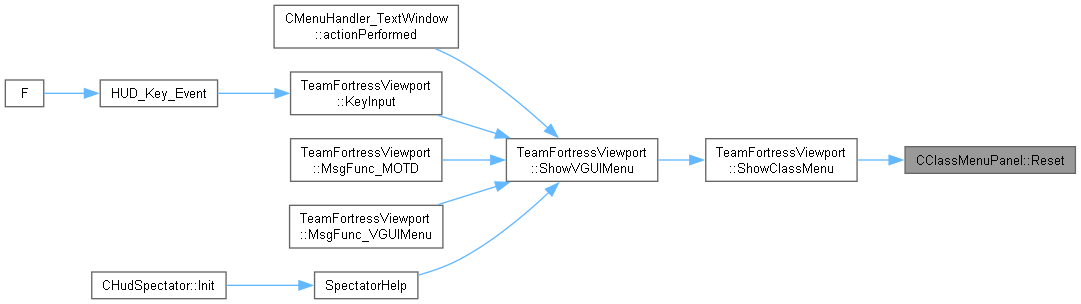 CMenuHandler_TextWindow
::actionPerformed
F
HUD_Key_Event
TeamFortressViewport
::KeyInput
TeamFortressViewport
::MsgFunc_MOTD
TeamFortressViewport
::ShowVGUIMenu
TeamFortressViewport
::ShowClassMenu
CClassMenuPanel::Reset
TeamFortressViewport
::MsgFunc_VGUIMenu
CHudSpectator::Init
SpectatorHelp